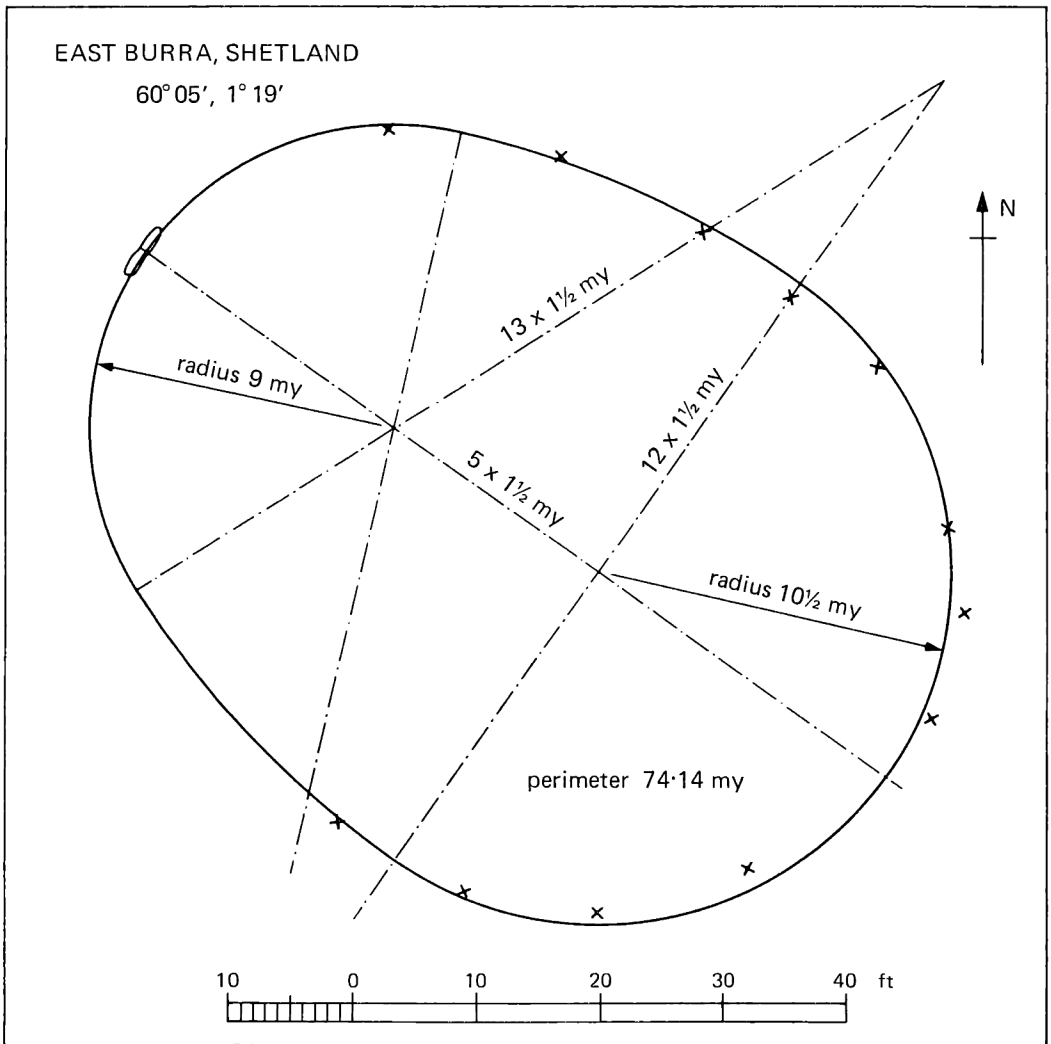 EAST BURRA, SHETLAND
60° 05′, 1° 19′
N
13 x 1½ my
radius 9 my
12 x 1½ my
5 x 1½ my
radius 10½ my
perimeter 74·14 my
10 0 10 20 30 40 ft